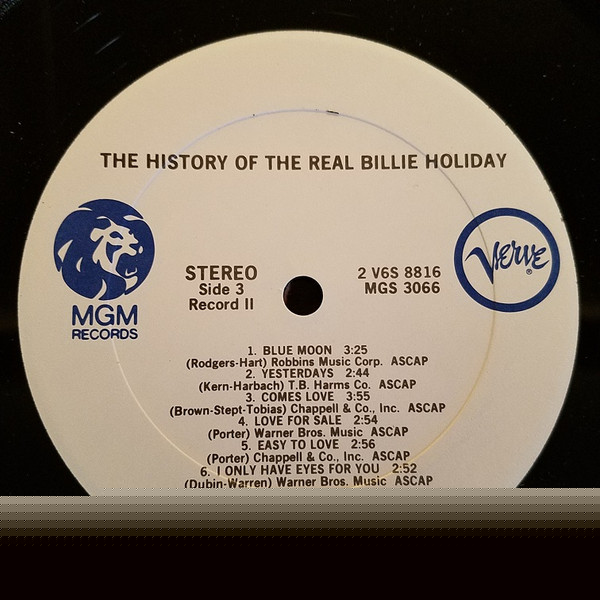 THE HISTORY OF THE REAL BILLIE HOLIDAY
MGM
RECORDS
STEREO
Side 3
Record II
2 V6S 8816
MGS 3066
Verve
®
1. BLUE MOON 3:25
(Rodgers-Hart) Robbins Music Corp. ASCAP
2. YESTERDAYS 2:44
(Kern-Harbach) T.B. Harms Co. ASCAP
3. COMES LOVE 3:55
(Brown-Stept-Tobias) Chappell & Co., Inc. ASCAP
4. LOVE FOR SALE 2:54
(Porter) Warner Bros. Music ASCAP
5. EASY TO LOVE 2:56
(Porter) Chappell & Co., Inc. ASCAP
6. I ONLY HAVE EYES FOR YOU 2:52
(Dubin-Warren) Warner Bros. Music ASCAP